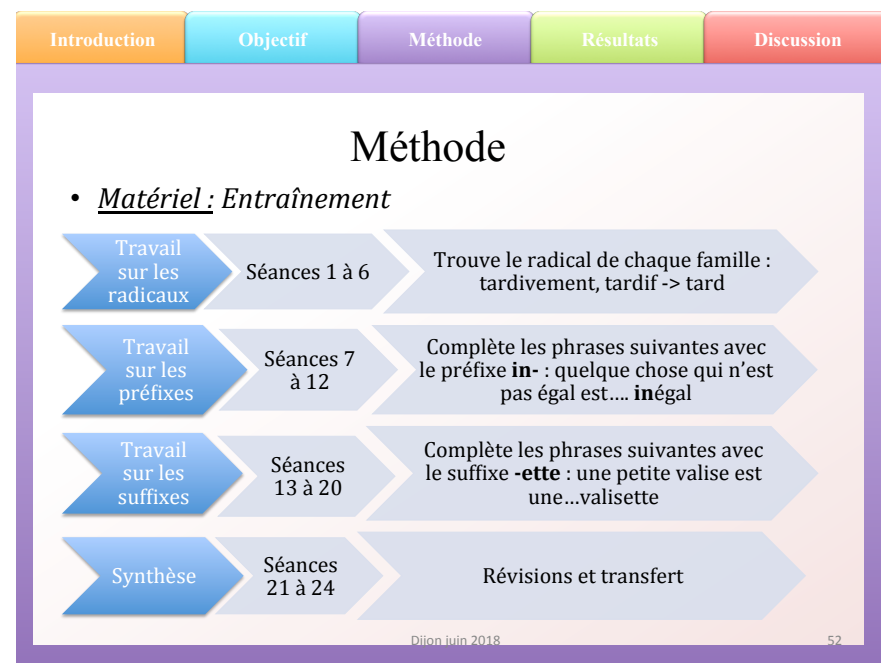 Introduction
Objectif
Méthode
Résultats
Discussion
Méthode
• Matériel : Entraînement
Travail
sur les
radicaux
Séances 1 à 6
Trouve le radical de chaque famille :
tardivement, tardif -> tard
Travail
sur les
préfixes
Séances 7
à 12
Complète les phrases suivantes avec
le préfixe in- : quelque chose qui n’est
pas égal est…. inégal
Travail
sur les
suffixes
Séances
13 à 20
Complète les phrases suivantes avec
le suffixe -ette : une petite valise est
une…valisette
Synthèse
Séances
21 à 24
Révisions et transfert
Dijon juin 2018
52